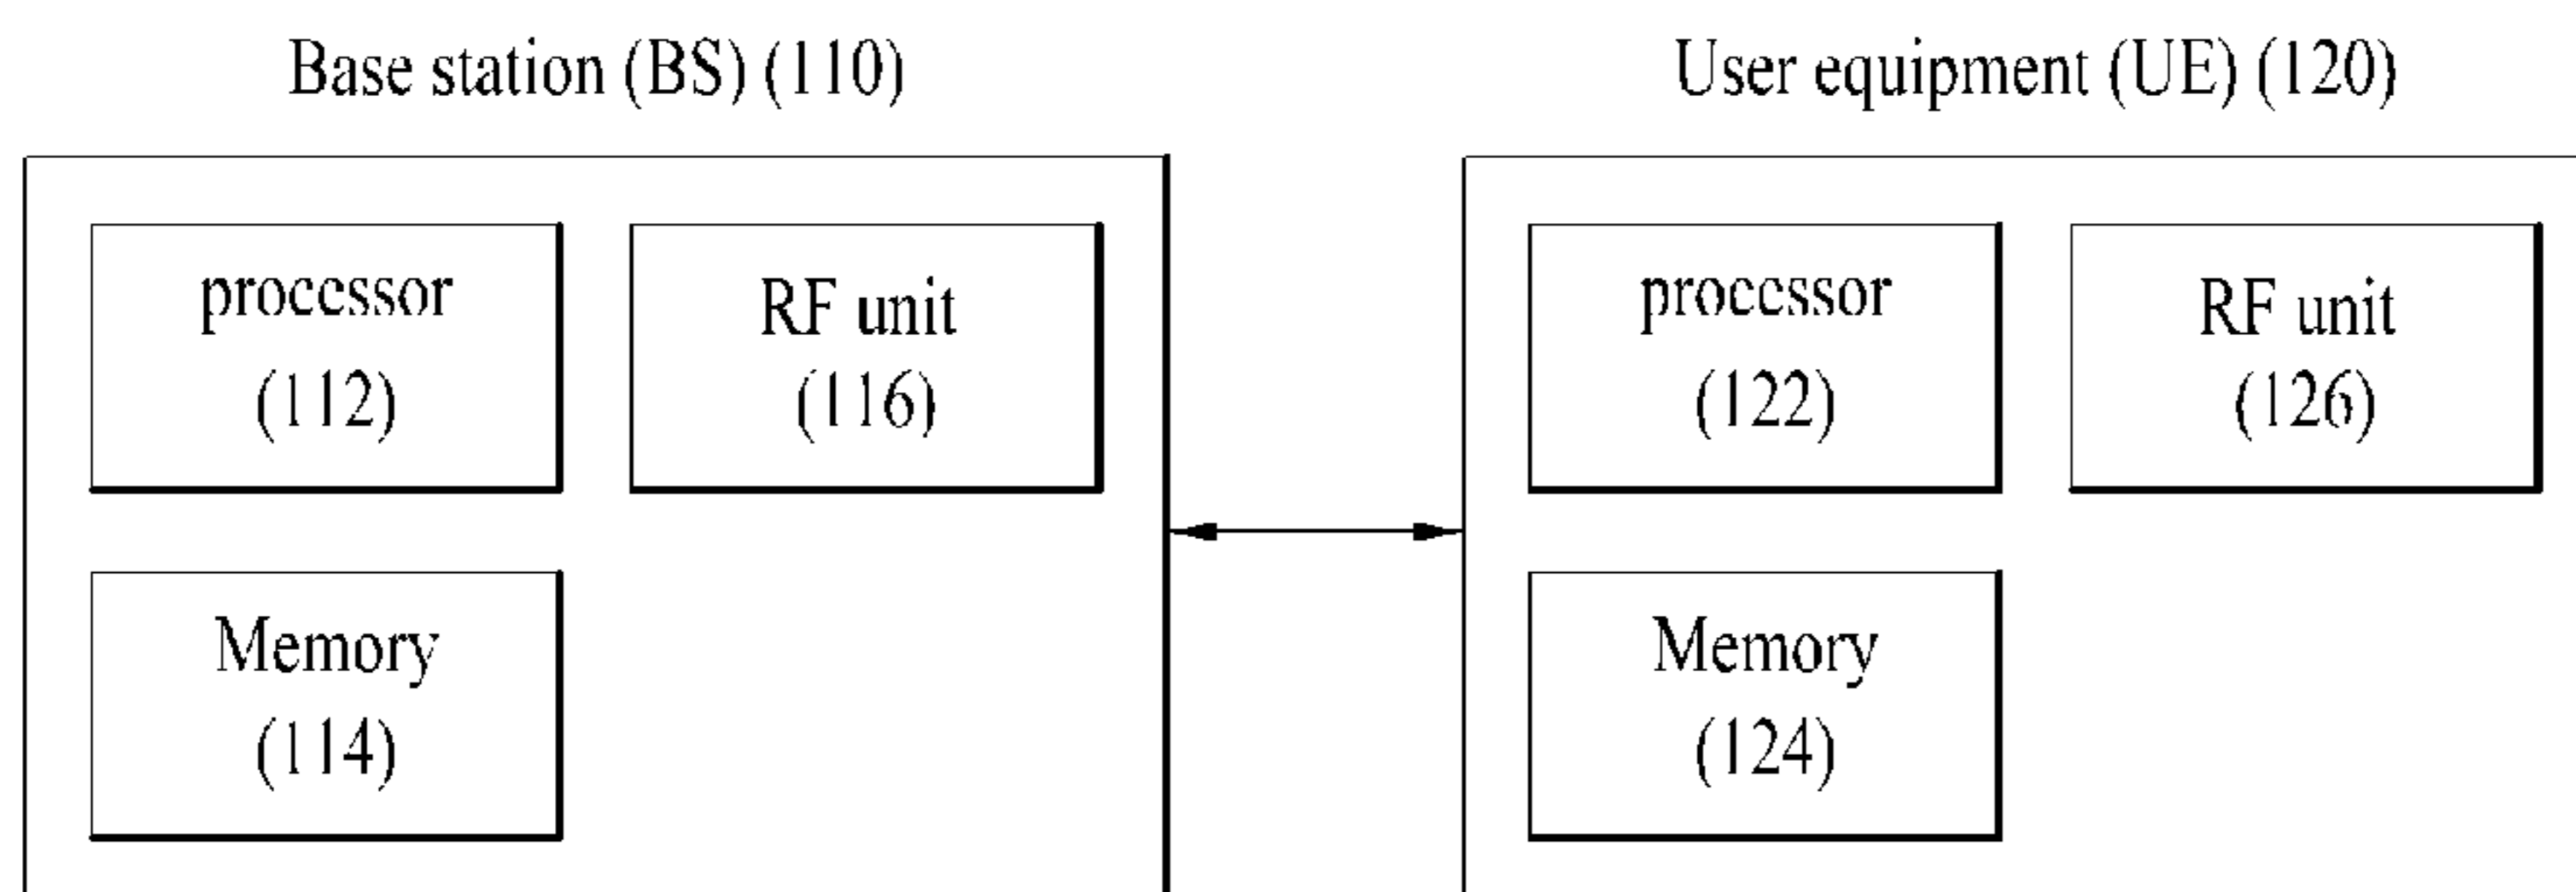 Base station (BS) (110)
User equipment (UE) (120)
processor
(112)
RF unit
(116)
processor
(122)
RF unit
(126)
Memory
(114)
Memory
(124)